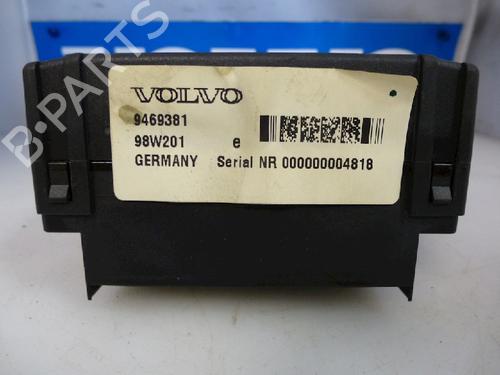 VOLVO
9469381
98W201 e
GERMANY Serial NR 000000004818
B-PARTS